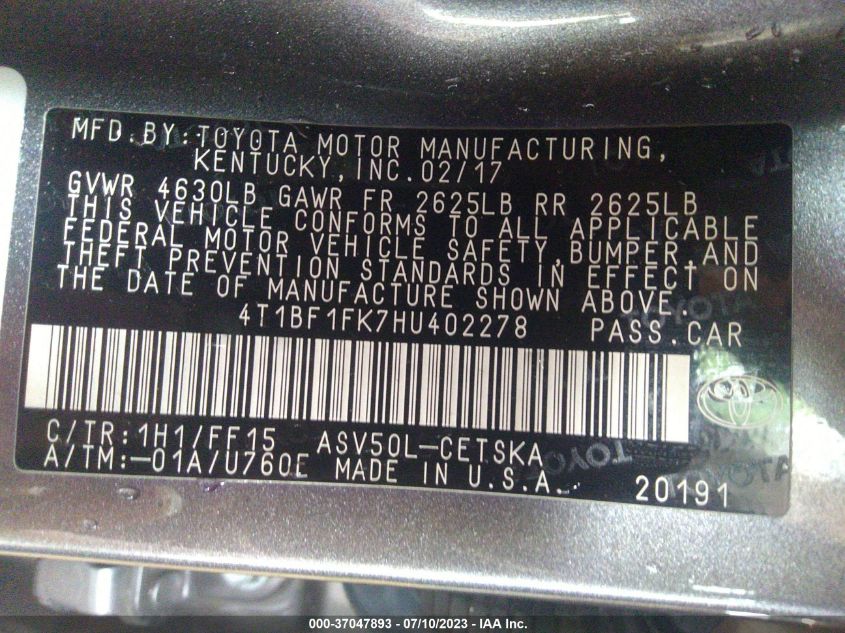 MFD.BY:TOYOTA MOTOR MANUFACTURING,
KENTUCKY,INC.02/17
GVWR 4630LB GAWR FR 2625LB RR 2625LB
THIS VEHICLE CONFORMS TO ALL APPLICABLE
FEDERAL MOTOR VEHICLE SAFETY,BUMPER,AND
THEFT PREVENTION STANDARDS IN EFFECT ON
THE DATE OF MANUFACTURE SHOWN ABOVE.
4T1BF1FK7HU402278 PASS.CAR
TOYOTA
C/TR:1H1/FF15 ASV50L-CETSKA
A/TM:-01A/U760E MADE IN U.S.A.
TOYOTA
TOYOTA
20191
000-37047893 - 07/10/2023 - IAA Inc.